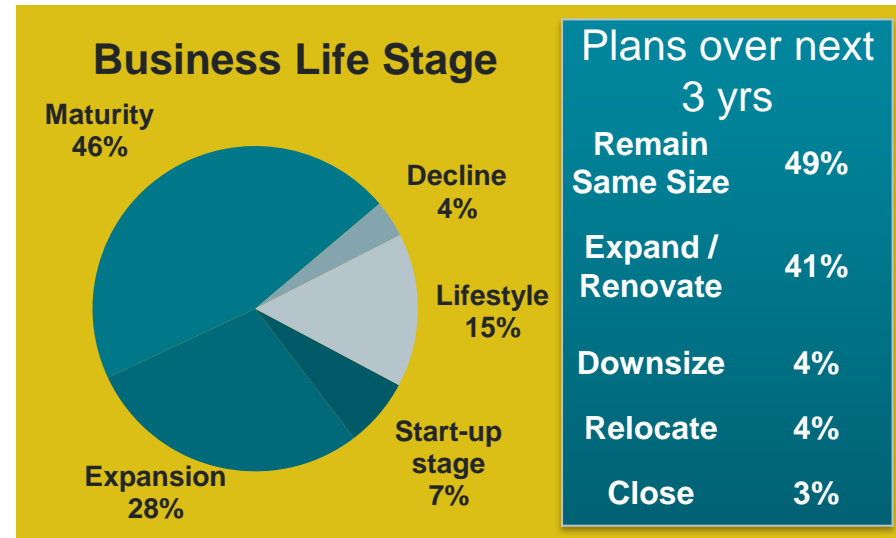 Business Life Stage
Maturity
46%
Decline
4%
Lifestyle
15%
Start-up
stage
7%
Expansion
28%
Plans over next
3 yrs
Remain
Same Size
49%
Expand /
Renovate
41%
Downsize 4%
Relocate 4%
Close 3%